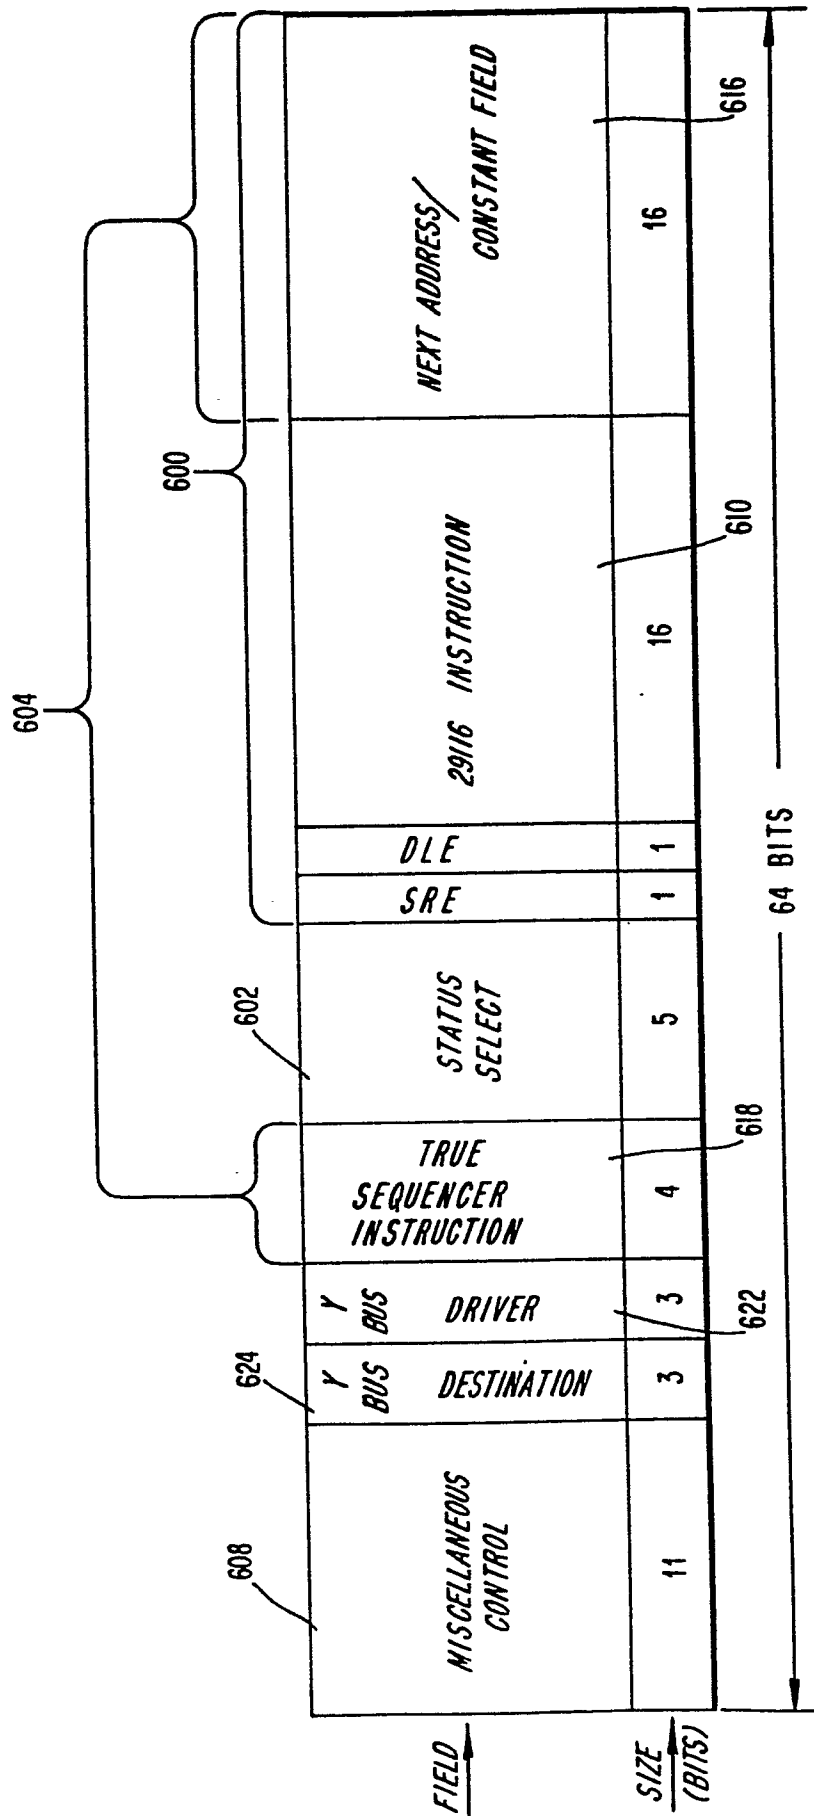 604
600
602
624
608
FIELD
MISCELLANEOUS
CONTROL
Y
BUS
DESTINATION
Y
BUS
DRIVER
TRUE
SEQUENCER
INSTRUCTION
STATUS
SELECT
SRE
DLE
29116 INSTRUCTION
NEXT ADDRESS/
CONSTANT FIELD
SIZE
(BITS)
11
3
3
4
5
1
1
16
16
622
618
610
616
64 BITS